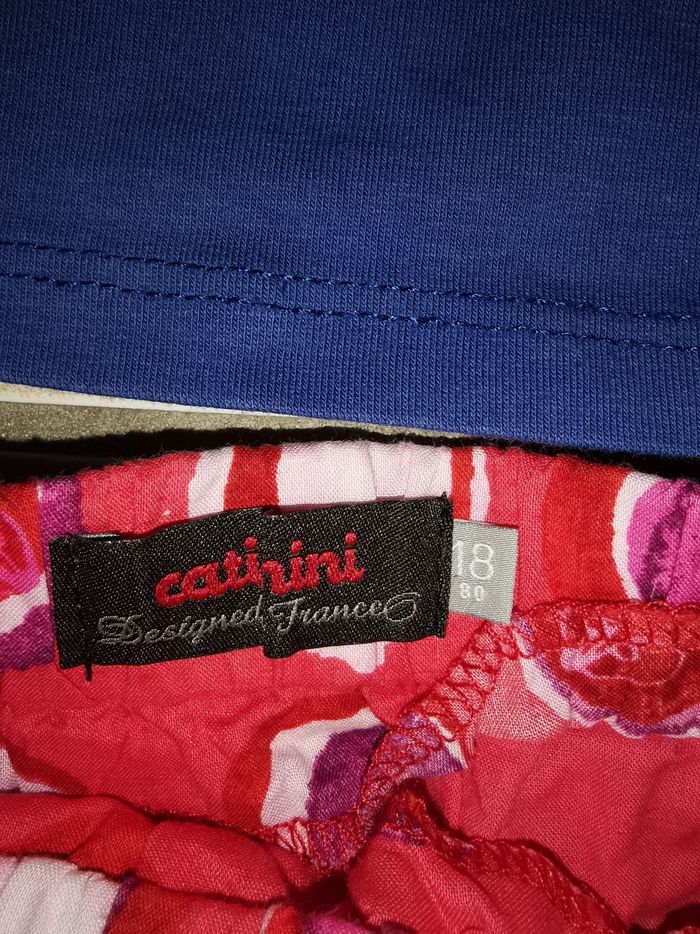 catimini
Designed France
18
80